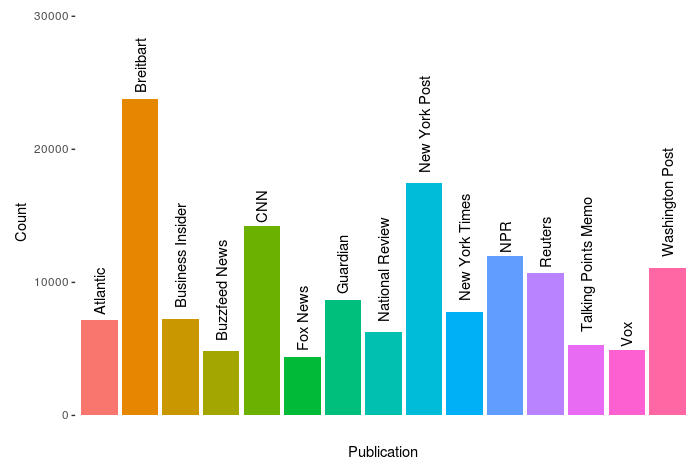 30000
20000
10000
0
Count
Atlantic
Breitbart
Business Insider
Buzzfeed News
CNN
Fox News
Guardian
National Review
New York Post
New York Times
NPR
Reuters
Talking Points Memo
Vox
Washington Post
Publication